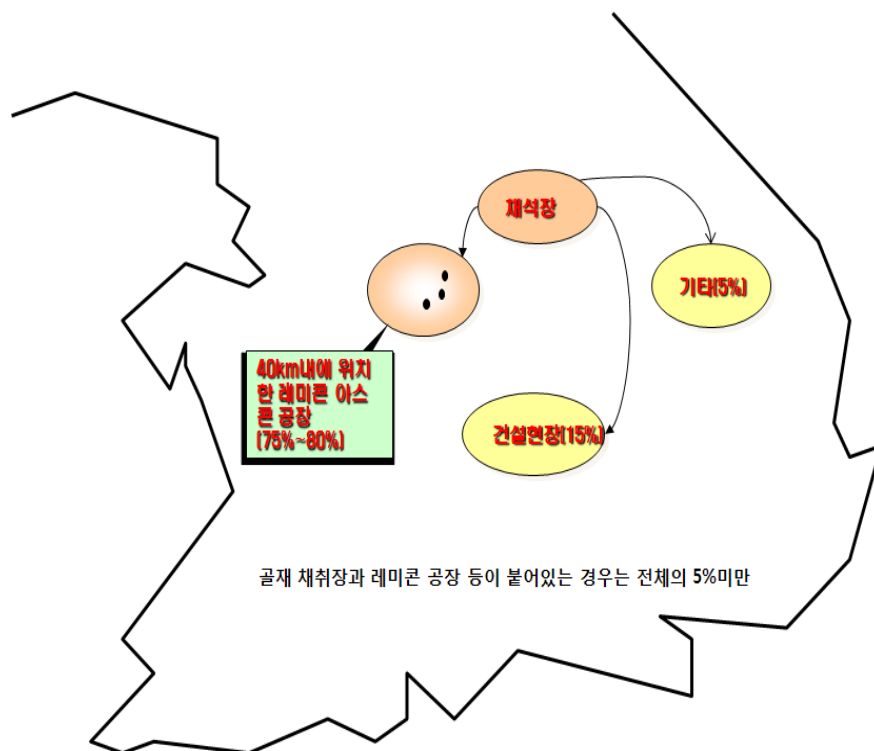 채석장
기타(5%)
40km내에 위치
한 레미콘 아스
콘 공장
(75%~80%)
건설현장(15%)
골재 채취장과 레미콘 공장 등이 붙어있는 경우는 전체의 5%미만